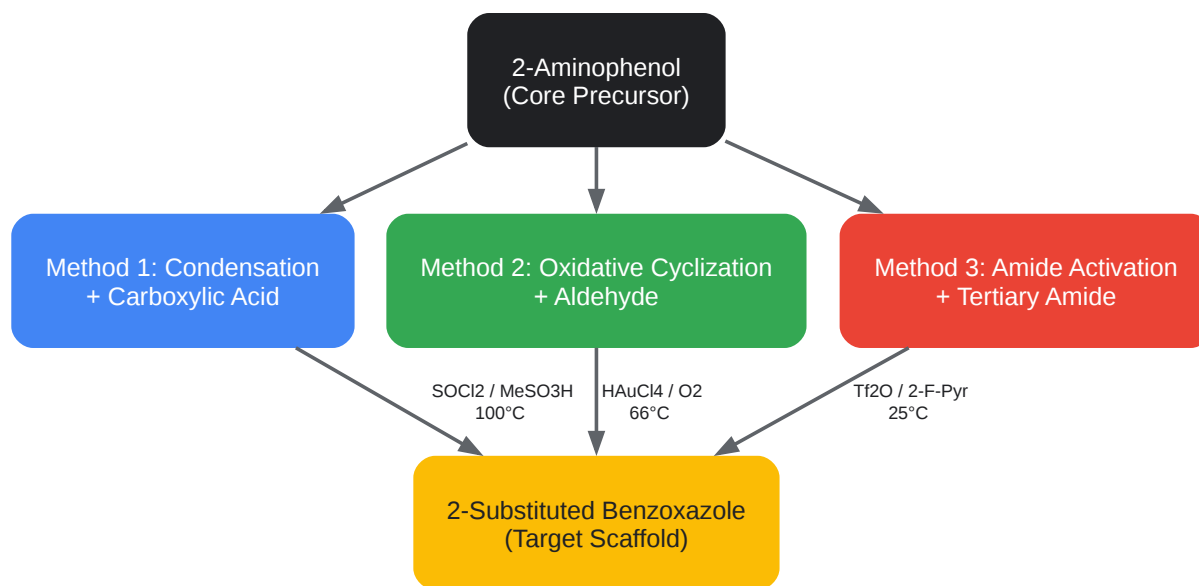 2-Aminophenol
(Core Precursor)
Method 1: Condensation
+ Carboxylic Acid
Method 2: Oxidative Cyclization
+ Aldehyde
Method 3: Amide Activation
+ Tertiary Amide
SOCl2 / MeSO3H
100°C
HAuCl4 / O2
66°C
Tf2O / 2-F-Pyr
25°C
2-Substituted Benzoxazole
(Target Scaffold)